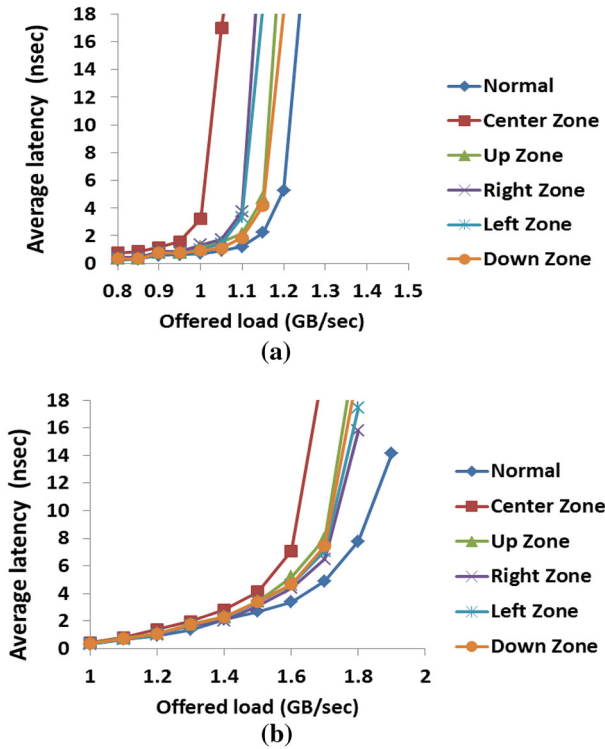 Average latency (nsec)
18
16
14
12
10
8
6
4
2
0
0.8 0.9 1 1.1 1.2 1.3 1.4 1.5
Offered load (GB/sec)
Normal
Center Zone
Up Zone
Right Zone
Left Zone
Down Zone
(a)
Average latency (nsec)
18
16
14
12
10
8
6
4
2
0
1 1.2 1.4 1.6 1.8 2
Offered load (GB/sec)
Normal
Center Zone
Up Zone
Right Zone
Left Zone
Down Zone
(b)